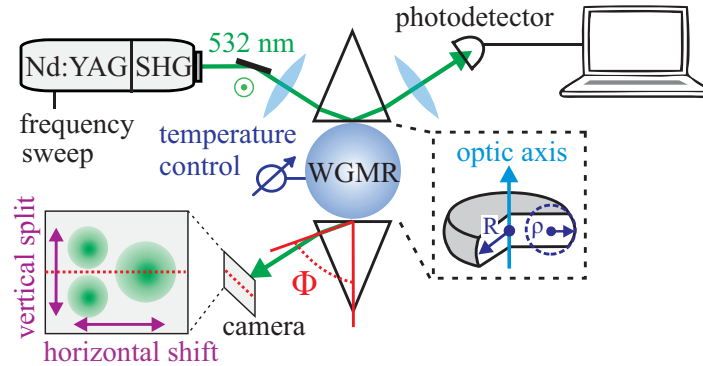 photodetector
532 nm
Nd:YAG SHG
frequency
sweep
temperature
control
WGMR
optic axis
R
ρ
vertical split
Φ
camera
horizontal shift